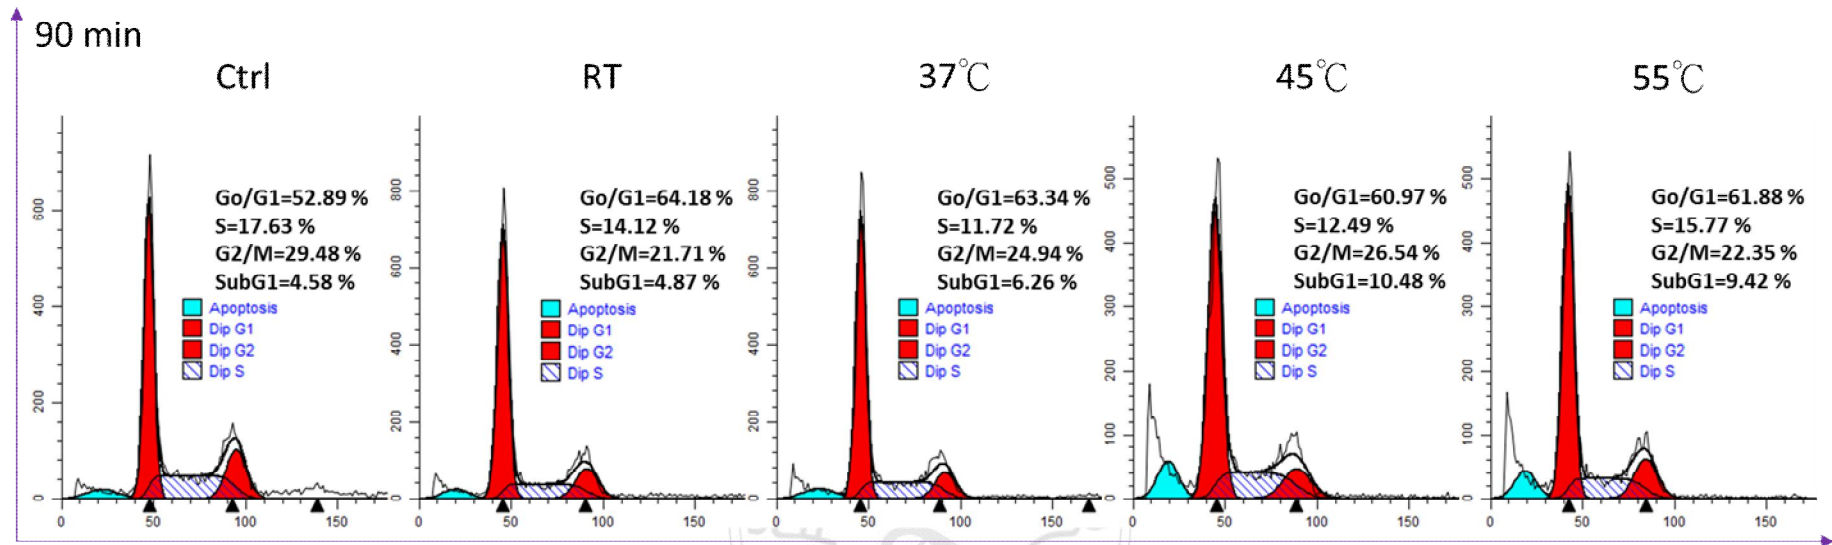 90 min
Ctrl
Go/G1=52.89 %
S=17.63 %
G2/M=29.48 %
SubG1=4.58 %
Apoptosis
Dip G1
Dip G2
Dip S
600
400
200
0
0 50 100 150
RT
Go/G1=64.18 %
S=14.12 %
G2/M=21.71 %
SubG1=4.87 %
Apoptosis
Dip G1
Dip G2
Dip S
800
600
400
200
0
0 50 100 150
37℃
Go/G1=63.34 %
S=11.72 %
G2/M=24.94 %
SubG1=6.26 %
Apoptosis
Dip G1
Dip G2
Dip S
800
600
400
200
0
0 50 100 150
45℃
Go/G1=60.97 %
S=12.49 %
G2/M=26.54 %
SubG1=10.48 %
Apoptosis
Dip G1
Dip G2
Dip S
500
400
300
200
100
0
0 50 100 150
55℃
Go/G1=61.88 %
S=15.77 %
G2/M=22.35 %
SubG1=9.42 %
Apoptosis
Dip G1
Dip G2
Dip S
500
400
300
200
100
0
0 50 100 150